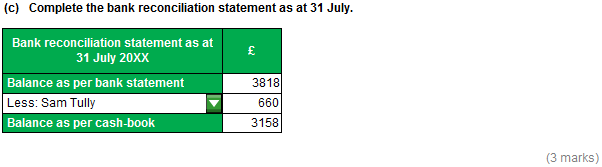 (c) Complete the bank reconciliation statement as at 31 July.
Bank reconciliation statement as at
31 July 20XX
£
Balance as per bank statement 3818
Less: Sam Tully 660
Balance as per cash-book 3158
(3 marks)